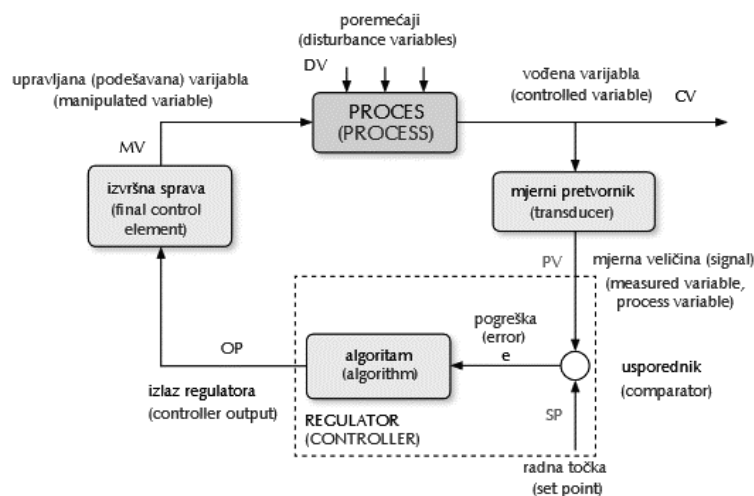 poremećaji
(disturbance variables)
DV
upravljana (podešavana) varijabla
(manipulated variable)
MV
PROCES
(PROCESS)
vođena varijabla
(controlled variable)
CV
izvršna sprava
(final control
element)
mjerni pretvornik
(transducer)
PV
mjerna veličina (signal)
(measured variable,
process variable)
pogreška
(error)
e
algoritam
(algorithm)
OP
usporednik
(comparator)
izlaz regulatora
(controller output)
REGULATOR
(CONTROLLER)
SP
radna točka
(set point)